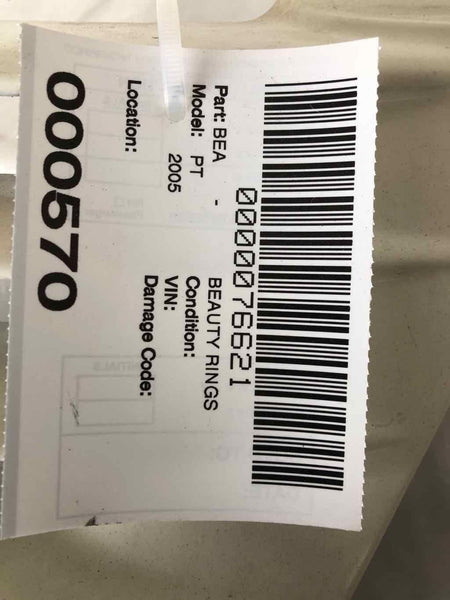 0000076621
Part: BEA - BEAUTY RINGS
Model: PT Condition:
2005 VIN:
Location: Damage Code:
000570